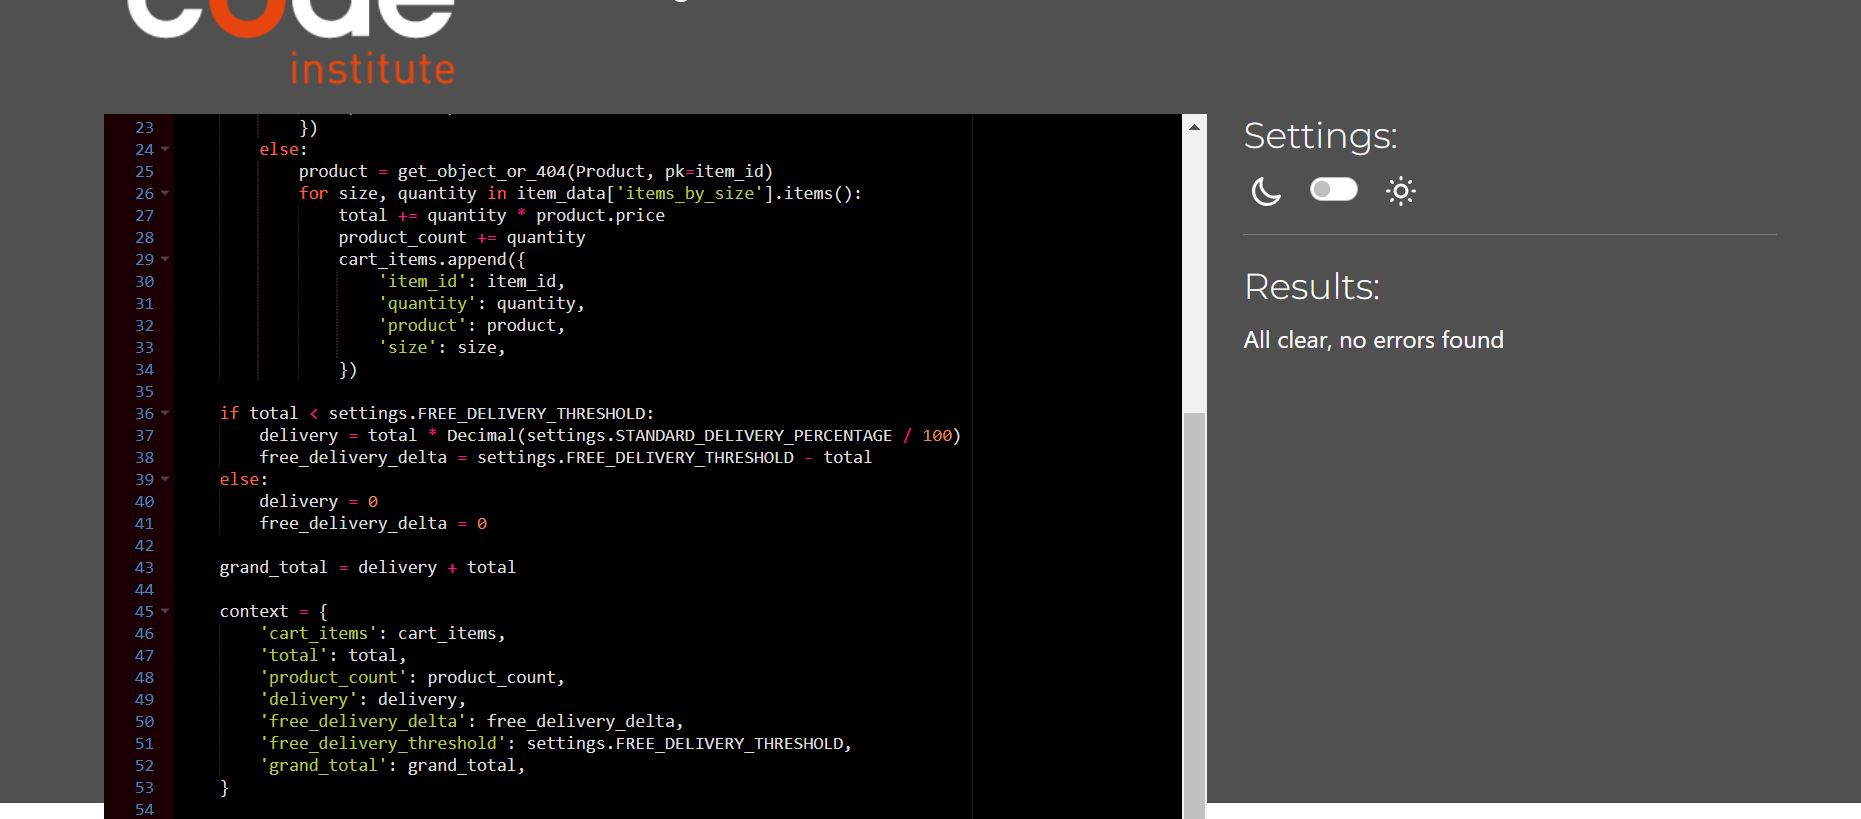 code
institute
23 })
24 else:
25 product = get_object_or_404(Product, pk=item_id)
26 for size, quantity in item_data['items_by_size'].items():
27 total += quantity * product.price
28 product_count += quantity
29 cart_items.append({
30 'item_id': item_id,
31 'quantity': quantity,
32 'product': product,
33 'size': size,
34 })
35
36 if total < settings.FREE_DELIVERY_THRESHOLD:
37 delivery = total * Decimal(settings.STANDARD_DELIVERY_PERCENTAGE / 100)
38 free_delivery_delta = settings.FREE_DELIVERY_THRESHOLD - total
39 else:
40 delivery = 0
41 free_delivery_delta = 0
42
43 grand_total = delivery + total
44
45 context = {
46 'cart_items': cart_items,
47 'total': total,
48 'product_count': product_count,
49 'delivery': delivery,
50 'free_delivery_delta': free_delivery_delta,
51 'free_delivery_threshold': settings.FREE_DELIVERY_THRESHOLD,
52 'grand_total': grand_total,
53 }
54
Settings:
Results:
All clear, no errors found